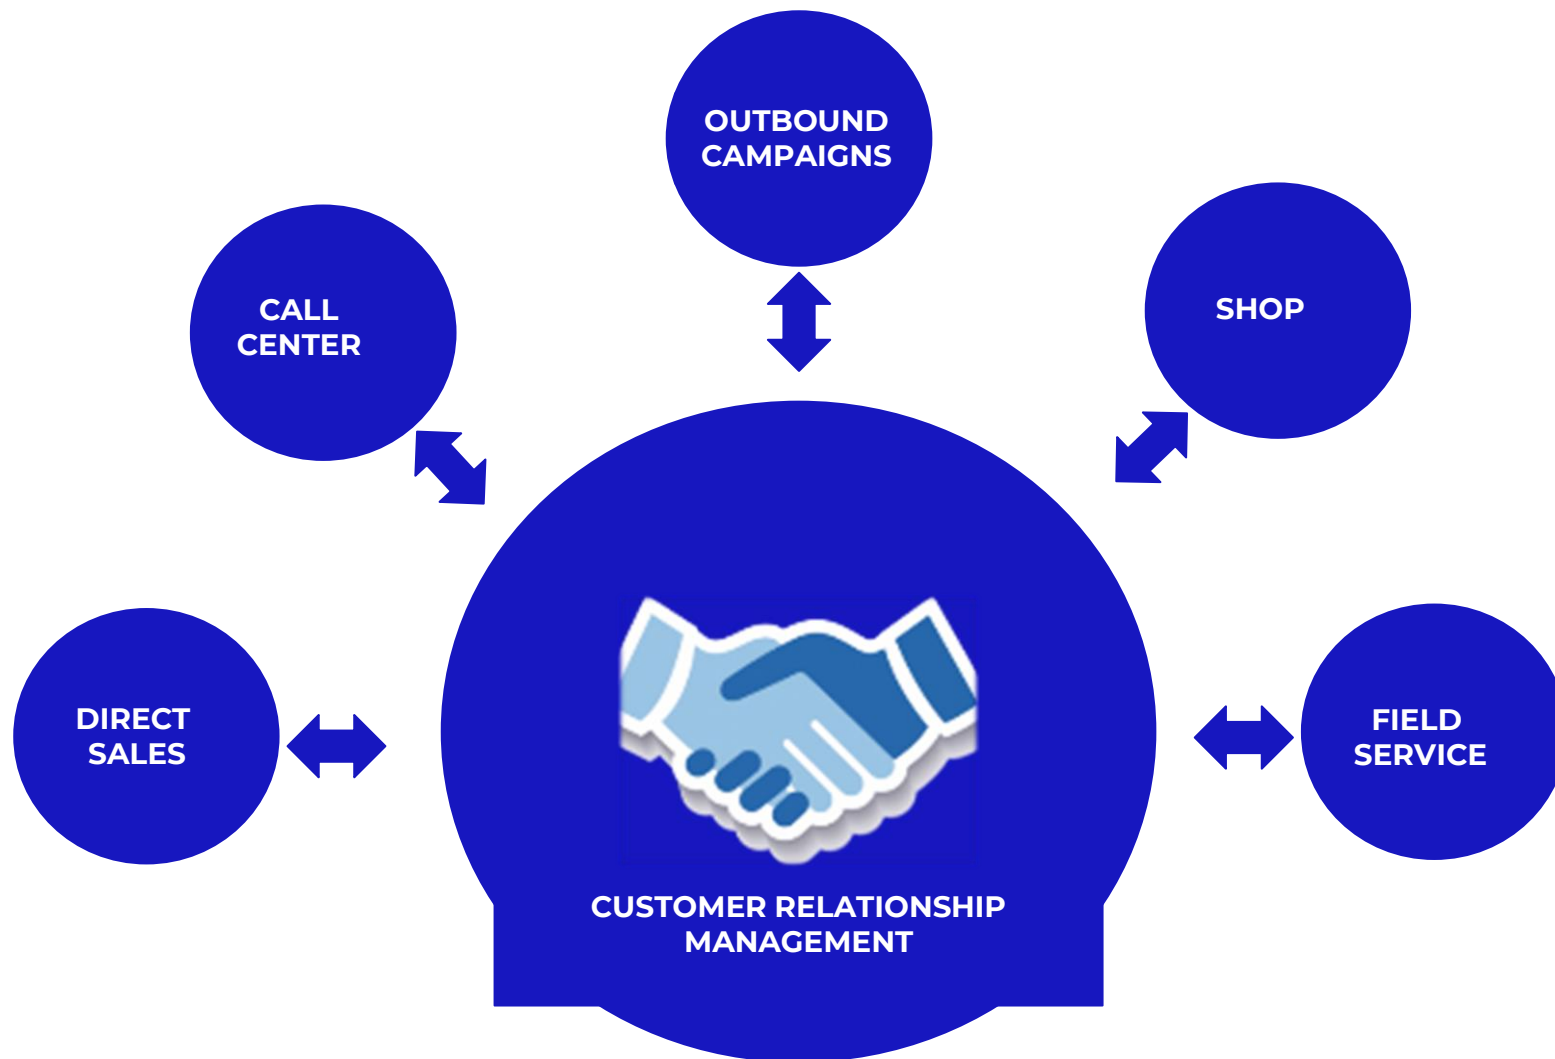 OUTBOUND
CAMPAIGNS
CALL
CENTER
SHOP
DIRECT
SALES
FIELD
SERVICE
CUSTOMER RELATIONSHIP
MANAGEMENT